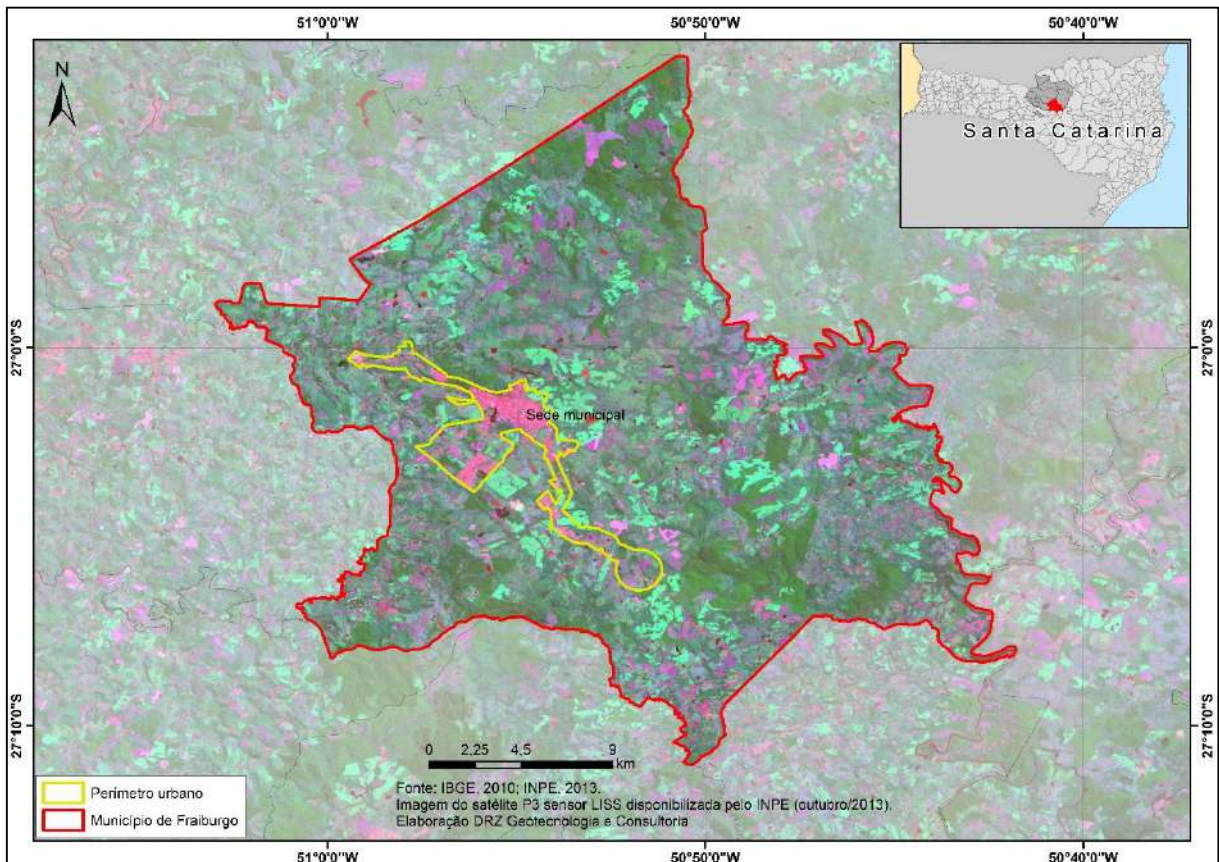 51°0'0"W
50°50'0"W
50°40'0"W
N
Santa Catarina
27°0'0"S
27°0'0"S
Sede municipal
27°10'0"S
27°10'0"S
0 2,25 4,5 9
km
Perímetro urbano
Município de Fraiburgo
Fonte: IBGE, 2010; INPE, 2013.
Imagem do satélite P3 sensor LISS disponibilizada pelo INPE (outubro/2013).
Elaboração DRZ Geotecnologia e Consultoria
51°0'0"W
50°50'0"W
50°40'0"W